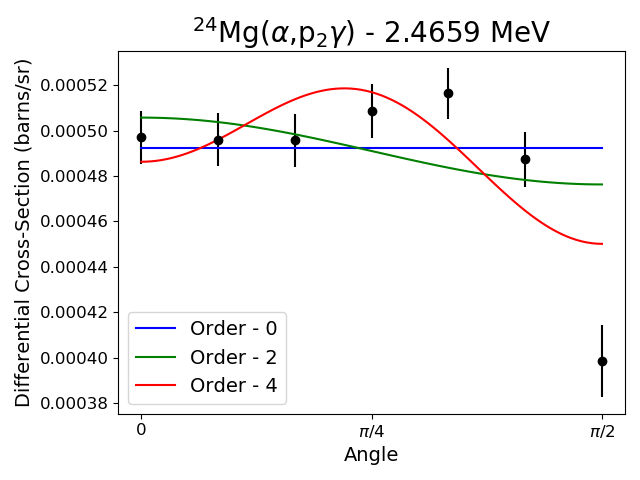 ²⁴Mg(α,p₂γ) - 2.4659 MeV
Differential Cross-Section (barns/sr)
0.00052
0.00050
0.00048
0.00046
0.00044
0.00042
0.00040
0.00038
Order - 0
Order - 2
Order - 4
0
π/4
π/2
Angle